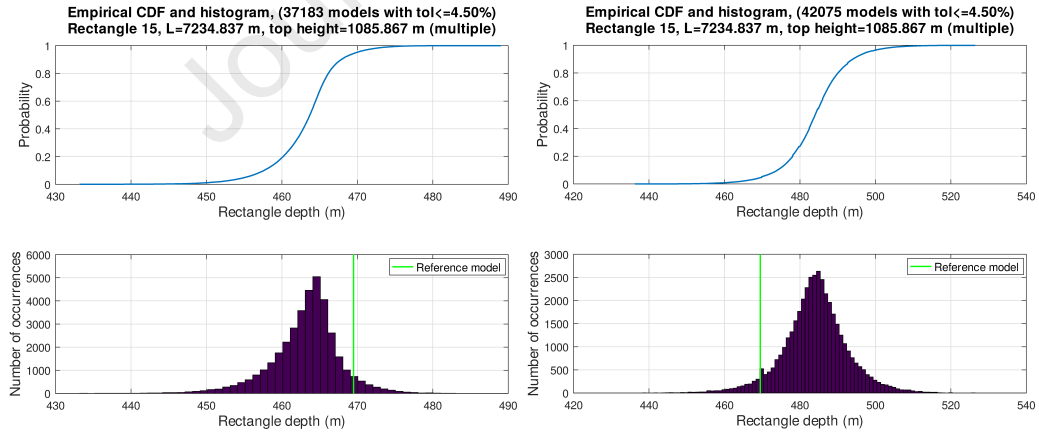 Empirical CDF and histogram, (37183 models with tol<=4.50%)
Rectangle 15, L=7234.837 m, top height=1085.867 m (multiple)
1
0.8
0.6
0.4
0.2
0
Probability
430 440 450 460 470 480 490
Rectangle depth (m)
6000
5000
4000
3000
2000
1000
0
Number of occurrences
Reference model
430 440 450 460 470 480 490
Rectangle depth (m)
Empirical CDF and histogram, (42075 models with tol<=4.50%)
Rectangle 15, L=7234.837 m, top height=1085.867 m (multiple)
1
0.8
0.6
0.4
0.2
0
Probability
420 440 460 480 500 520 540
Rectangle depth (m)
3000
2500
2000
1500
1000
500
0
Number of occurrences
Reference model
420 440 460 480 500 520 540
Rectangle depth (m)
Jou